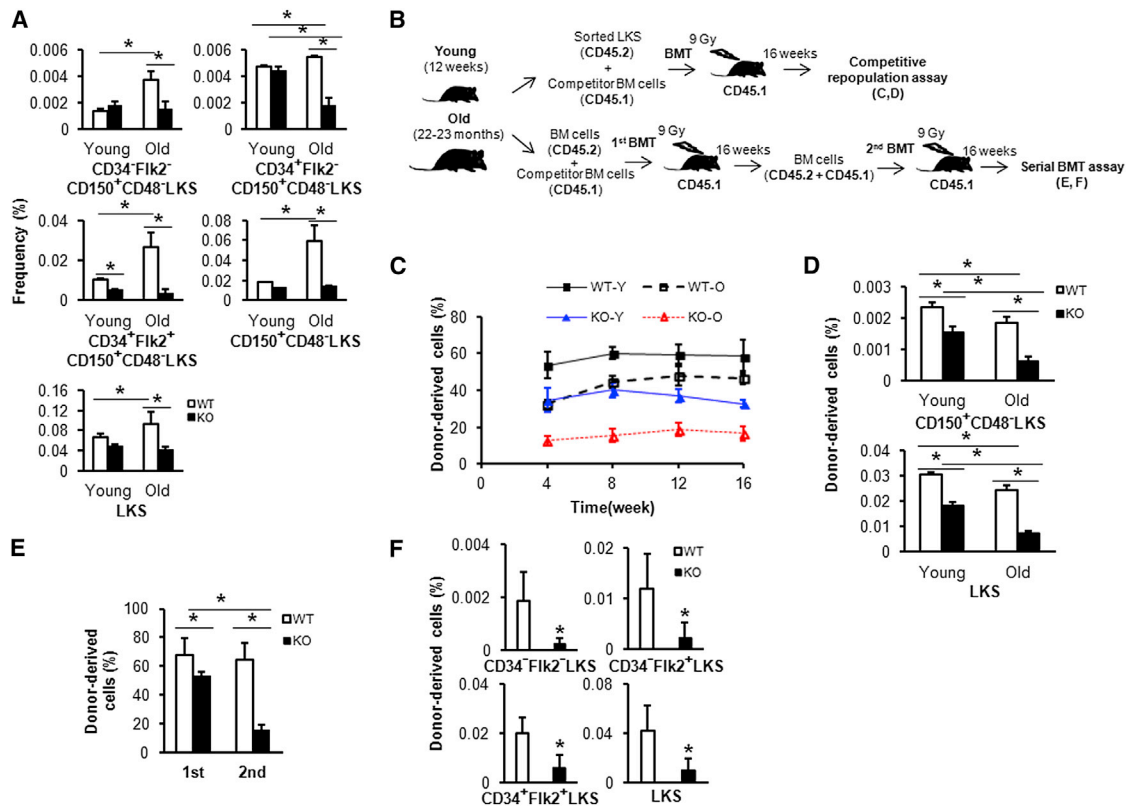 A
Frequency (%)
*
*
0.006
0.004
0.002
0
Young Old
CD34⁻Flk2⁻
CD150⁺CD48⁻LKS
*
*
*
0.006
0.004
0.002
0
Young Old
CD34⁺Flk2⁻
CD150⁺CD48⁻LKS
*
*
*
0.04
0.02
0
Young Old
CD34⁺Flk2⁺
CD150⁺CD48⁻LKS
*
*
0.08
0.06
0.04
0.02
0
Young Old
CD150⁺CD48⁻LKS
*
*
0.16
0.12
0.08
0.04
0
WT
KO
Young Old
LKS
B
Young
(12 weeks)
Sorted LKS
(CD45.2)
+
Competitor BM cells
(CD45.1)
BMT
9 Gy
CD45.1
16 weeks
Competitive
repopulation assay
(C,D)
Old
(22-23 months)
BM cells
(CD45.2)
+
Competitor BM cells
(CD45.1)
1st BMT
9 Gy
CD45.1
16 weeks
BM cells
(CD45.2 + CD45.1)
2nd BMT
9 Gy
CD45.1
16 weeks
Serial BMT assay
(E, F)
C
WT-Y WT-O
KO-Y KO-O
Donor-derived cells (%)
80
60
40
20
0
0 4 8 12 16
Time(week)
D
Donor-derived cells (%)
*
* *
*
WT
KO
0.003
0.002
0.001
0
Young Old
CD150⁺CD48⁻LKS
*
* *
*
0.04
0.03
0.02
0.01
0
Young Old
LKS
E
Donor-derived
cells (%)
*
* *
WT
KO
100
80
60
40
20
0
1st 2nd
F
Donor-derived cells (%)
0.004
0.002
0
*
CD34⁻Flk2⁻LKS
0.02
0.01
0
*
WT
KO
CD34⁻Flk2⁺LKS
0.04
0.02
0
*
CD34⁺Flk2⁺LKS
0.08
0.04
0
*
LKS